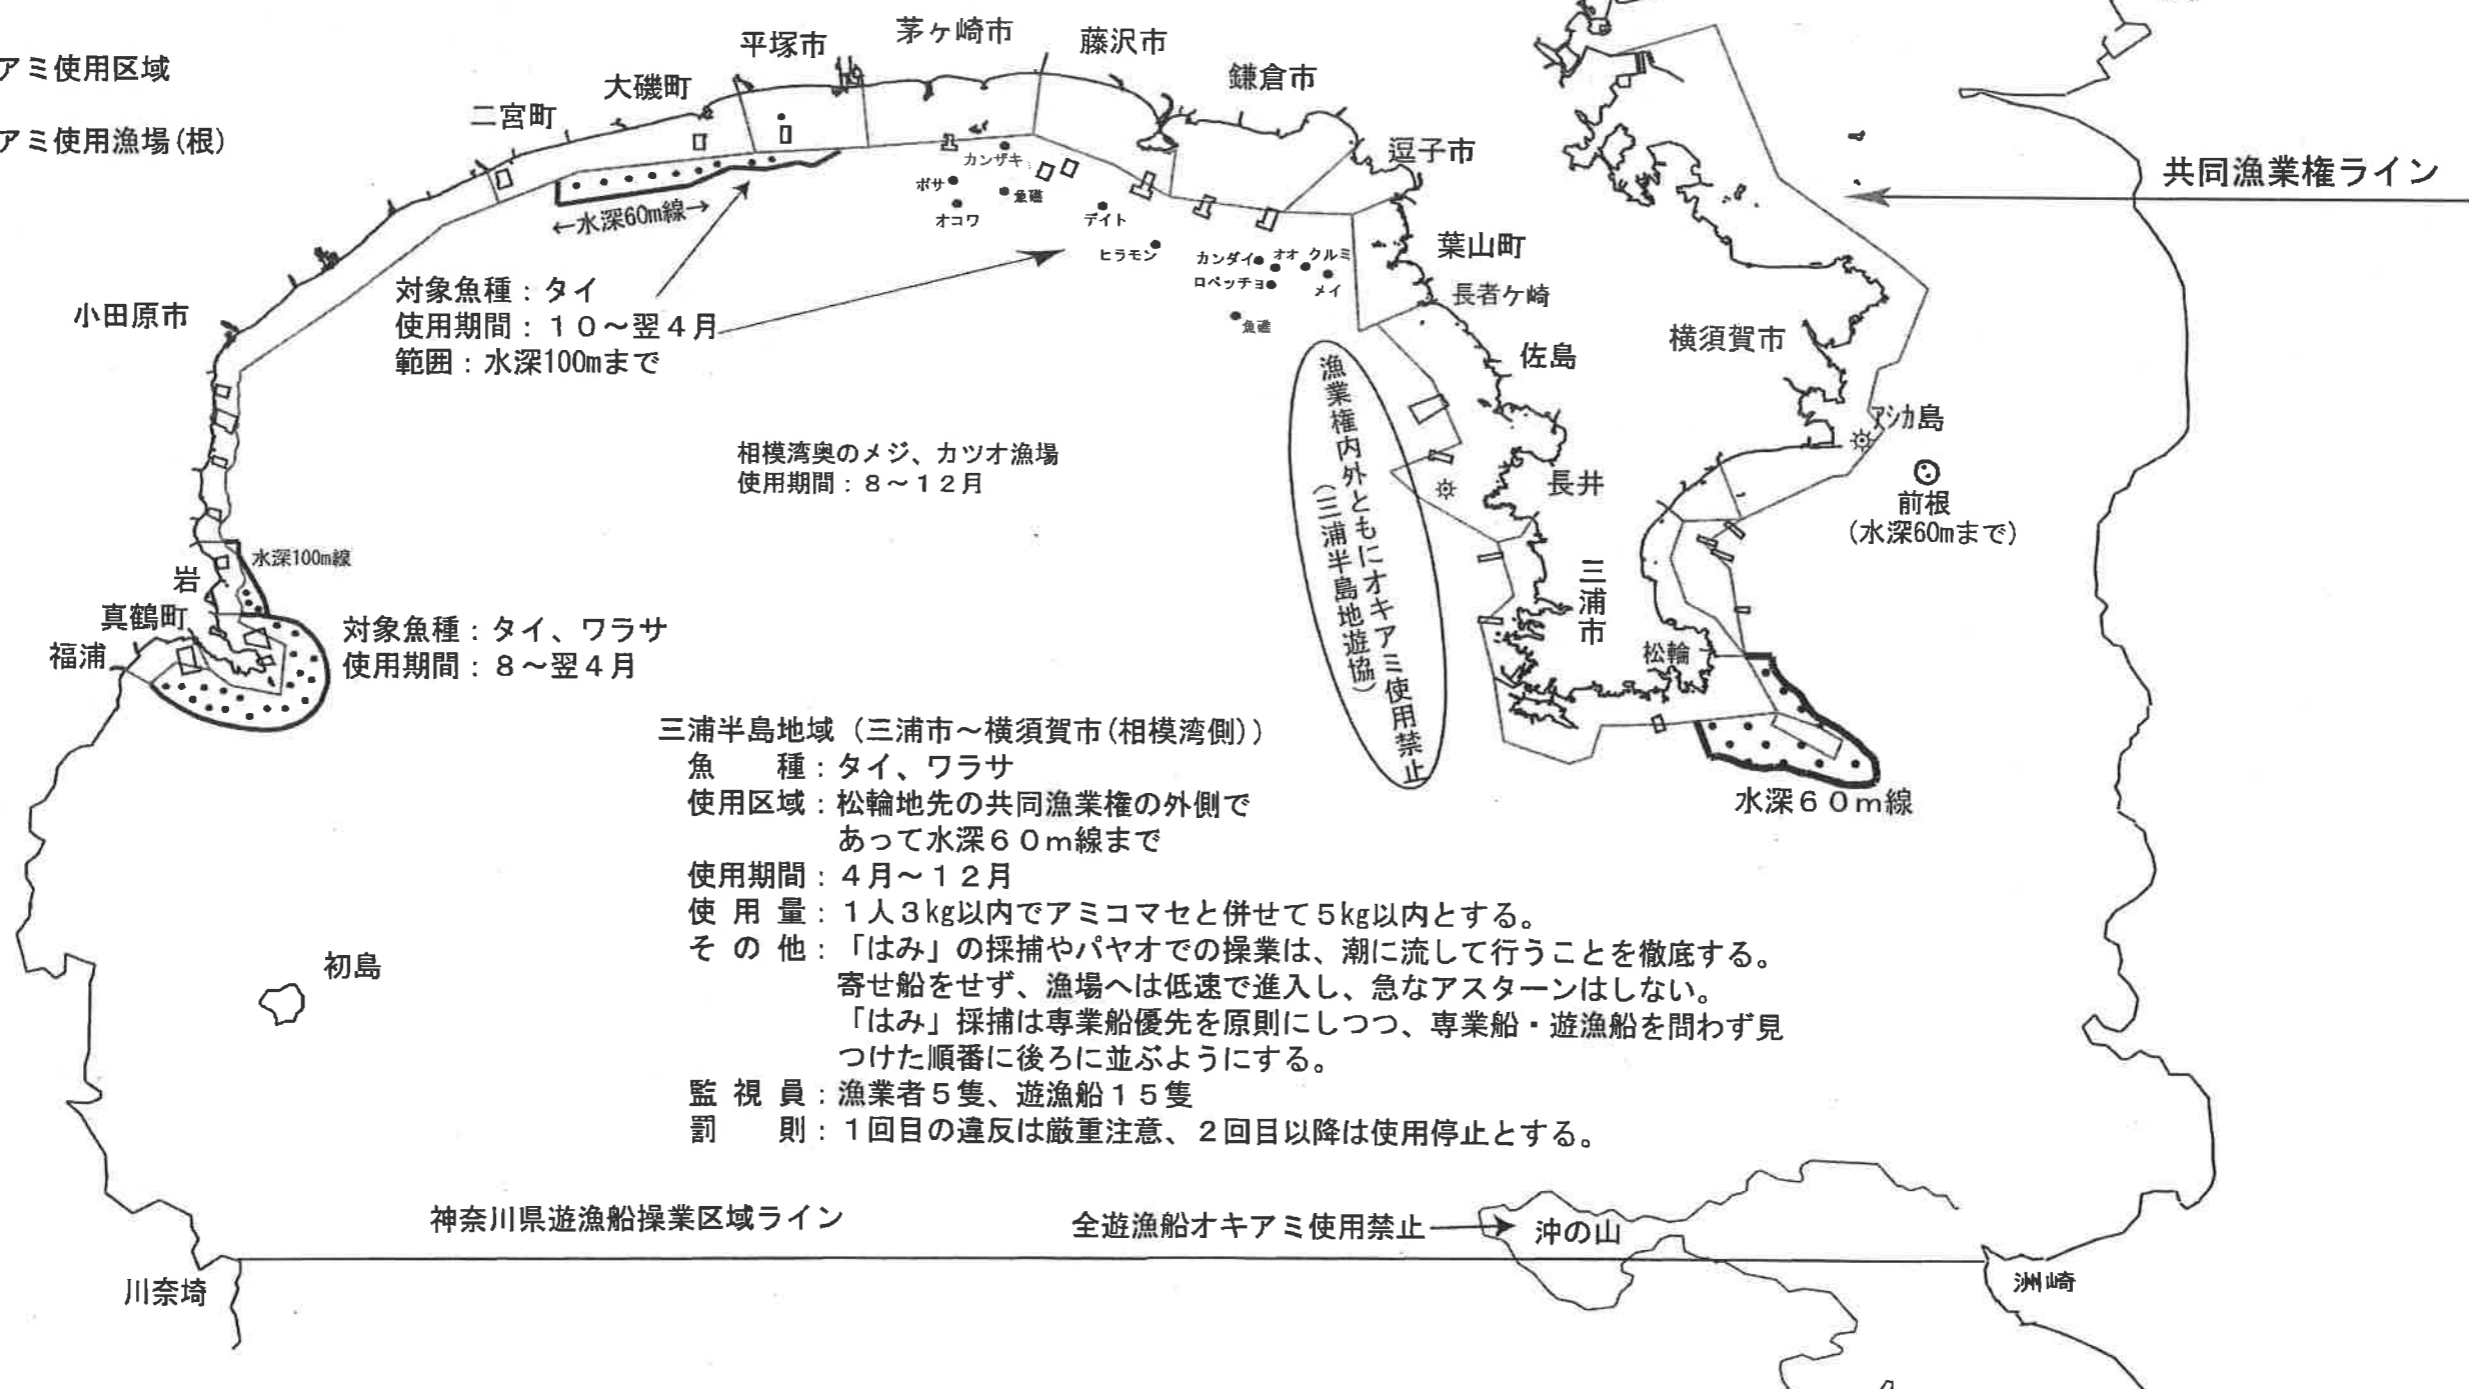 アミ使用区域
アミ使用漁場(根)
平塚市
茅ヶ崎市
藤沢市
鎌倉市
大磯町
二宮町
逗子市
共同漁業権ライン
カンザキ
ボサ
魚礁
オコワ
デイト
←水深60m線→
ヒラモン
カンダイ
オオ
クルミ
ロペッチョ
メイ
魚礁
葉山町
長者ケ崎
小田原市
対象魚種：タイ
使用期間：１０～翌４月
範囲：水深100mまで
横須賀市
佐島
アシカ島
相模湾奥のメジ、カツオ漁場
使用期間：８～１２月
漁業権内外ともにオキアミ使用禁止
（三浦半島地遊協）
長井
前根
(水深60mまで)
水深100m線
岩
真鶴町
福浦
対象魚種：タイ、ワラサ
使用期間：８～翌４月
三浦市
松輪
水深６０ｍ線
三浦半島地域（三浦市～横須賀市(相模湾側)）
魚　　種：タイ、ワラサ
使用区域：松輪地先の共同漁業権の外側で
あって水深６０ｍ線まで
使用期間：４月～１２月
使 用 量：１人３㎏以内でアミコマセと併せて５㎏以内とする。
そ の 他：「はみ」の採捕やパヤオでの操業は、潮に流して行うことを徹底する。
寄せ船をせず、漁場へは低速で進入し、急なアスターンはしない。
「はみ」採捕は専業船優先を原則にしつつ、専業船・遊漁船を問わず見
つけた順番に後ろに並ぶようにする。
監 視 員：漁業者５隻、遊漁船１５隻
罰　　則：１回目の違反は厳重注意、２回目以降は使用停止とする。
初島
神奈川県遊漁船操業区域ライン
全遊漁船オキアミ使用禁止
沖の山
川奈埼
洲崎